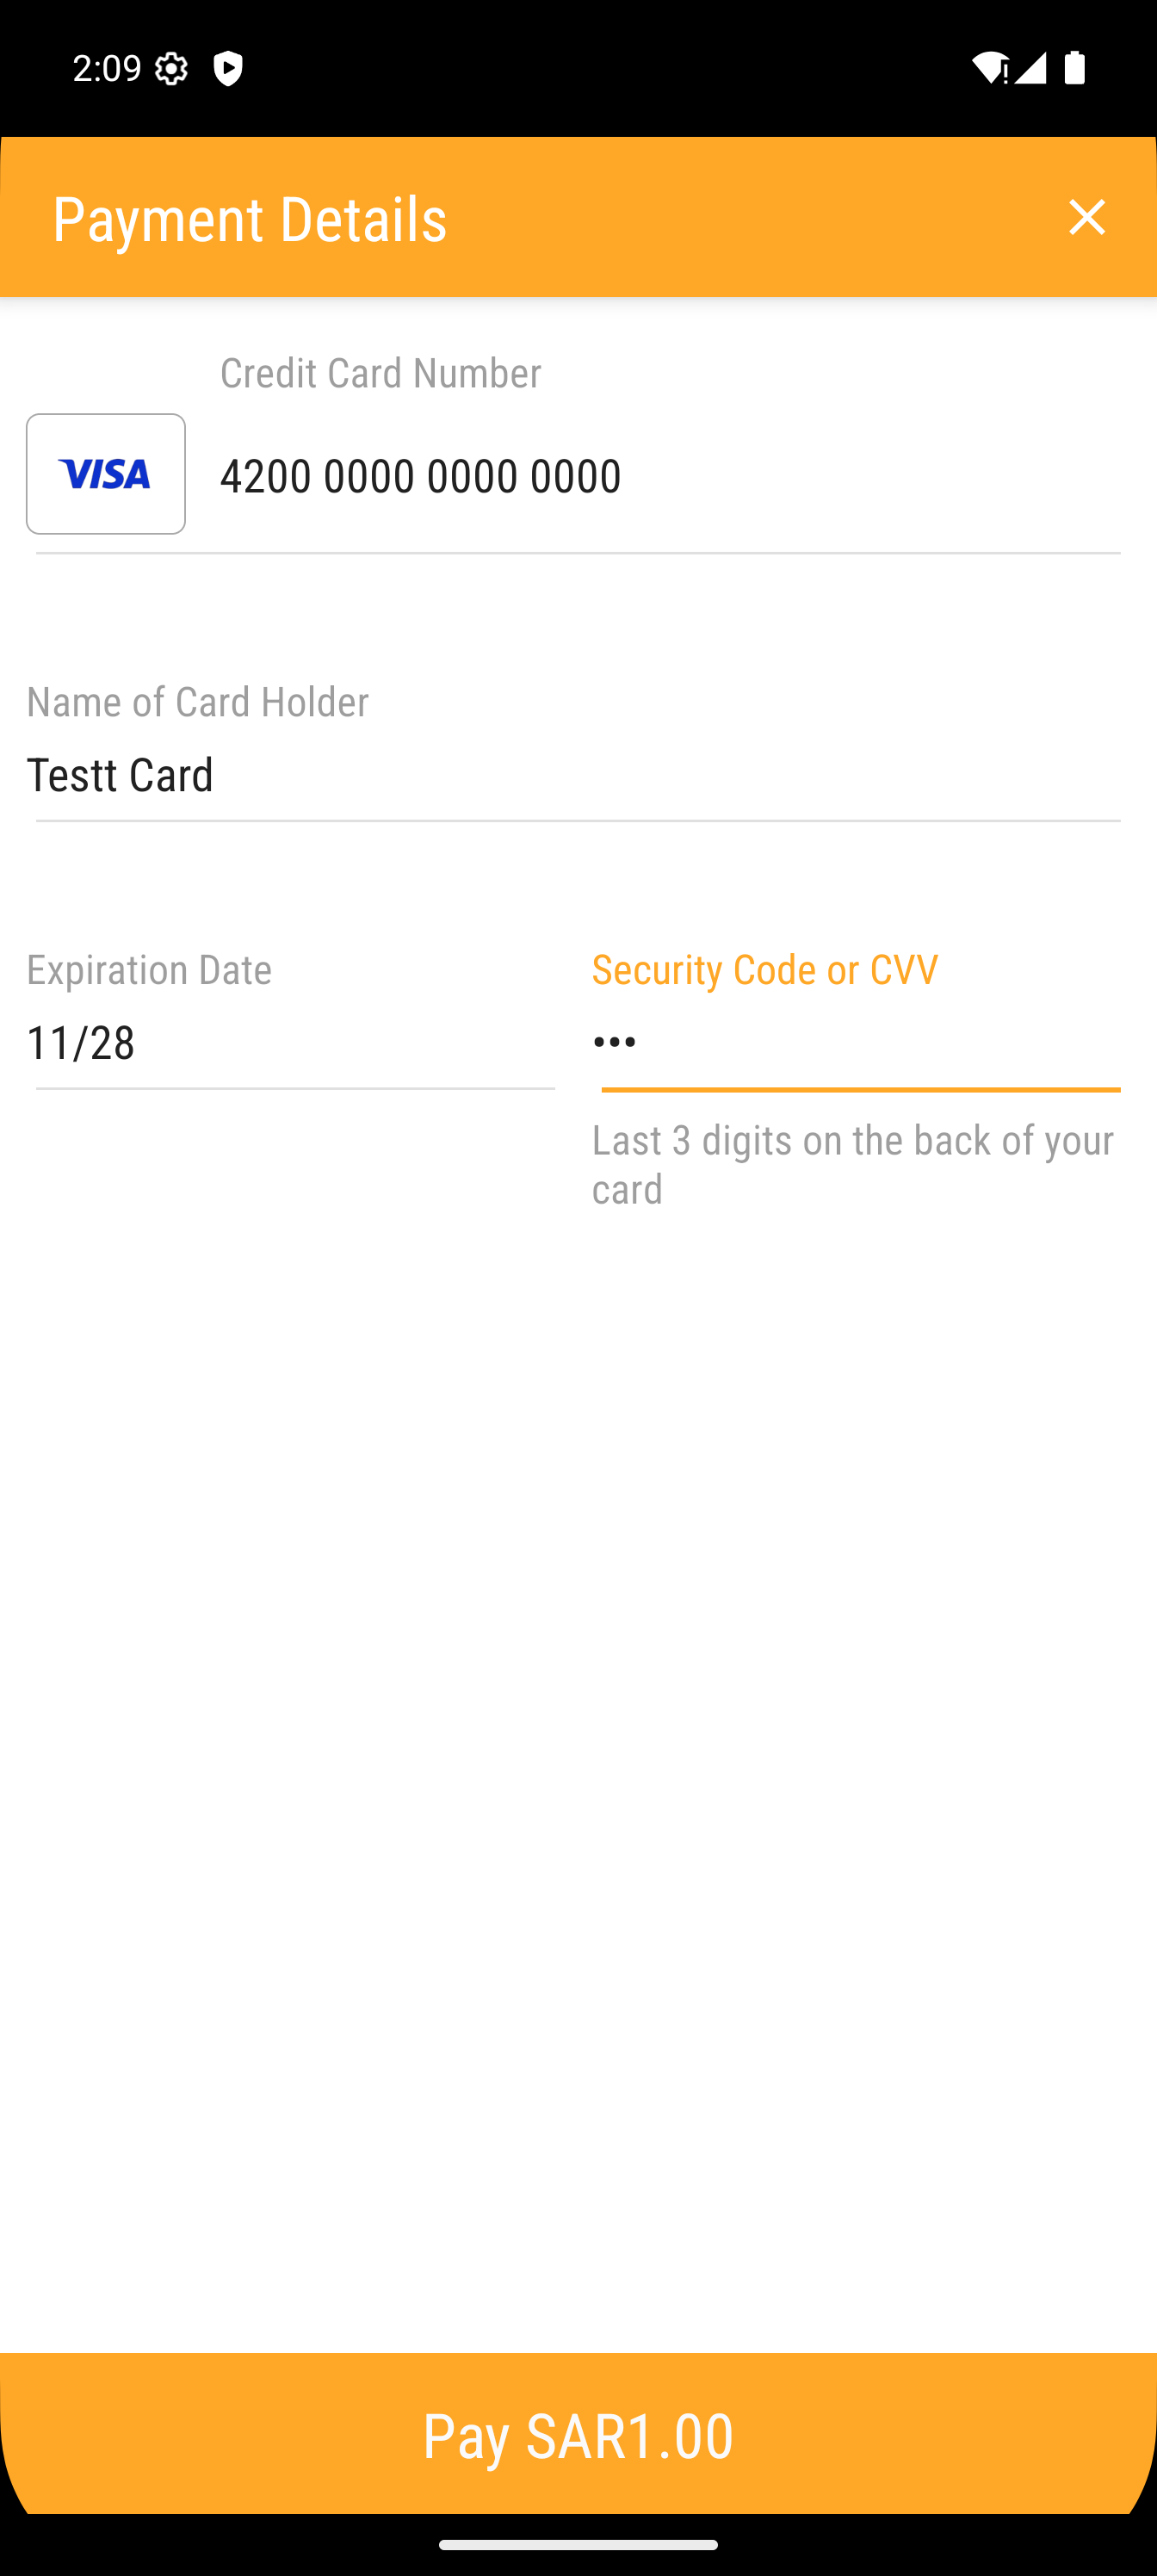 2:09
Payment Details
Credit Card Number
VISA
4200 0000 0000 0000
Name of Card Holder
Testt Card
Expiration Date
Security Code or CVV
11/28
•••
Last 3 digits on the back of your
card
Pay SAR1.00